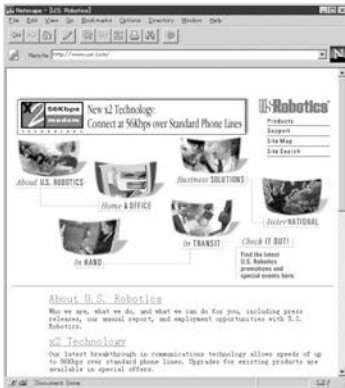 Netscape - [U.S. Robotics]
File Edit View Go Bookmarks Options Directory Window Help
Netsite: http://www.usr.com/
N
x2 56Kbps modem
TECHNOLOGY
New x2 Technology:
Connect at 56Kbps over Standard Phone Lines
U.S. Robotics
Products
Support
Site Map
Site Search
About U.S. ROBOTICS
Home & OFFICE
Business SOLUTIONS
InterNATIONAL
In HAND
In TRANSIT
Check IT OUT!
Find the latest
U.S. Robotics
promotions and
special events here.
About U.S. Robotics
Who we are, what we do, and what we can do for you, including press
releases, our annual report, and employment opportunities with U.S.
Robotics.
x2 Technology
Our latest breakthrough in communications technology allows speeds of up
to 56Kbps over standard phone lines. Upgrades for existing products are
available in special offers.
Document Done